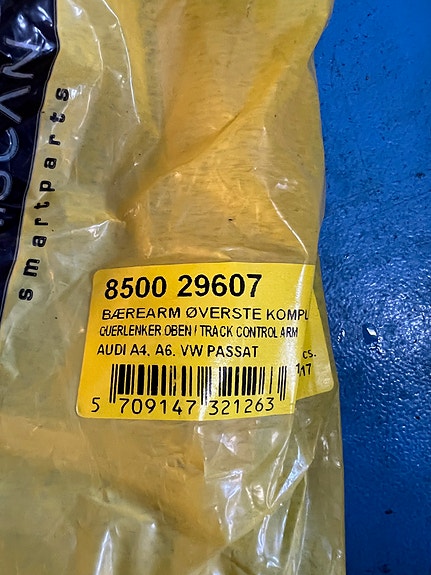 smartparts
8500 29607
BÆREARM ØVERSTE KOMPL
QUERLENKER OBEN / TRACK CONTROL ARM
AUDI A4, A6, VW PASSAT
CS.
5 709147 321263